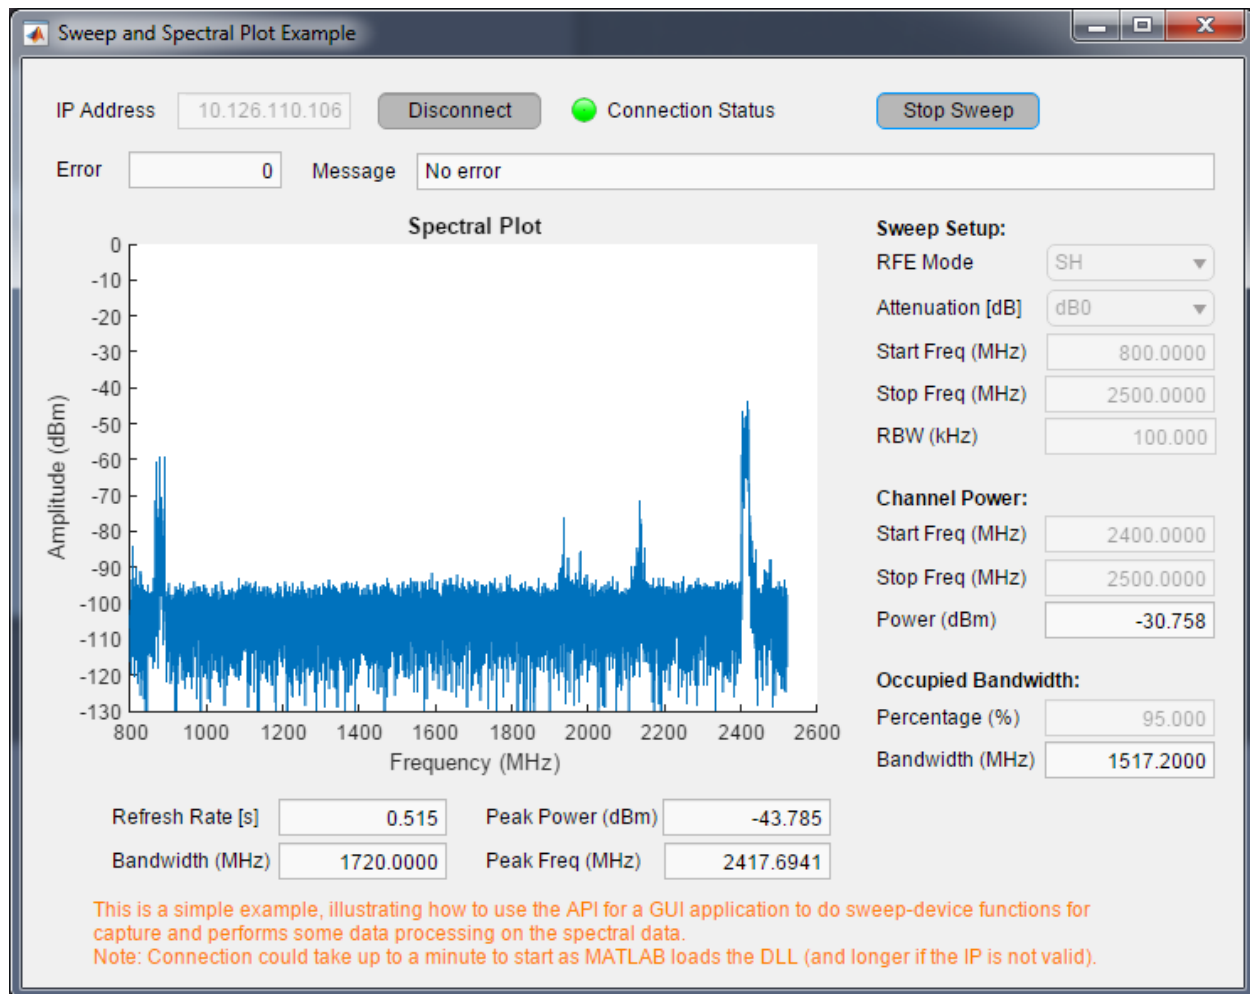 Sweep and Spectral Plot Example
IP Address 10.126.110.106 Disconnect Connection Status Stop Sweep
Error 0 Message No error
Spectral Plot
0
-10
-20
-30
-40
-50
-60
-70
-80
-90
-100
-110
-120
-130
Amplitude (dBm)
800 1000 1200 1400 1600 1800 2000 2200 2400 2600
Frequency (MHz)
Sweep Setup:
RFE Mode SH
Attenuation [dB] dB0
Start Freq (MHz) 800.0000
Stop Freq (MHz) 2500.0000
RBW (kHz) 100.000
Channel Power:
Start Freq (MHz) 2400.0000
Stop Freq (MHz) 2500.0000
Power (dBm) -30.758
Occupied Bandwidth:
Percentage (%) 95.000
Bandwidth (MHz) 1517.2000
Refresh Rate [s] 0.515 Peak Power (dBm) -43.785
Bandwidth (MHz) 1720.0000 Peak Freq (MHz) 2417.6941
This is a simple example, illustrating how to use the API for a GUI application to do sweep-device functions for
capture and performs some data processing on the spectral data.
Note: Connection could take up to a minute to start as MATLAB loads the DLL (and longer if the IP is not valid).